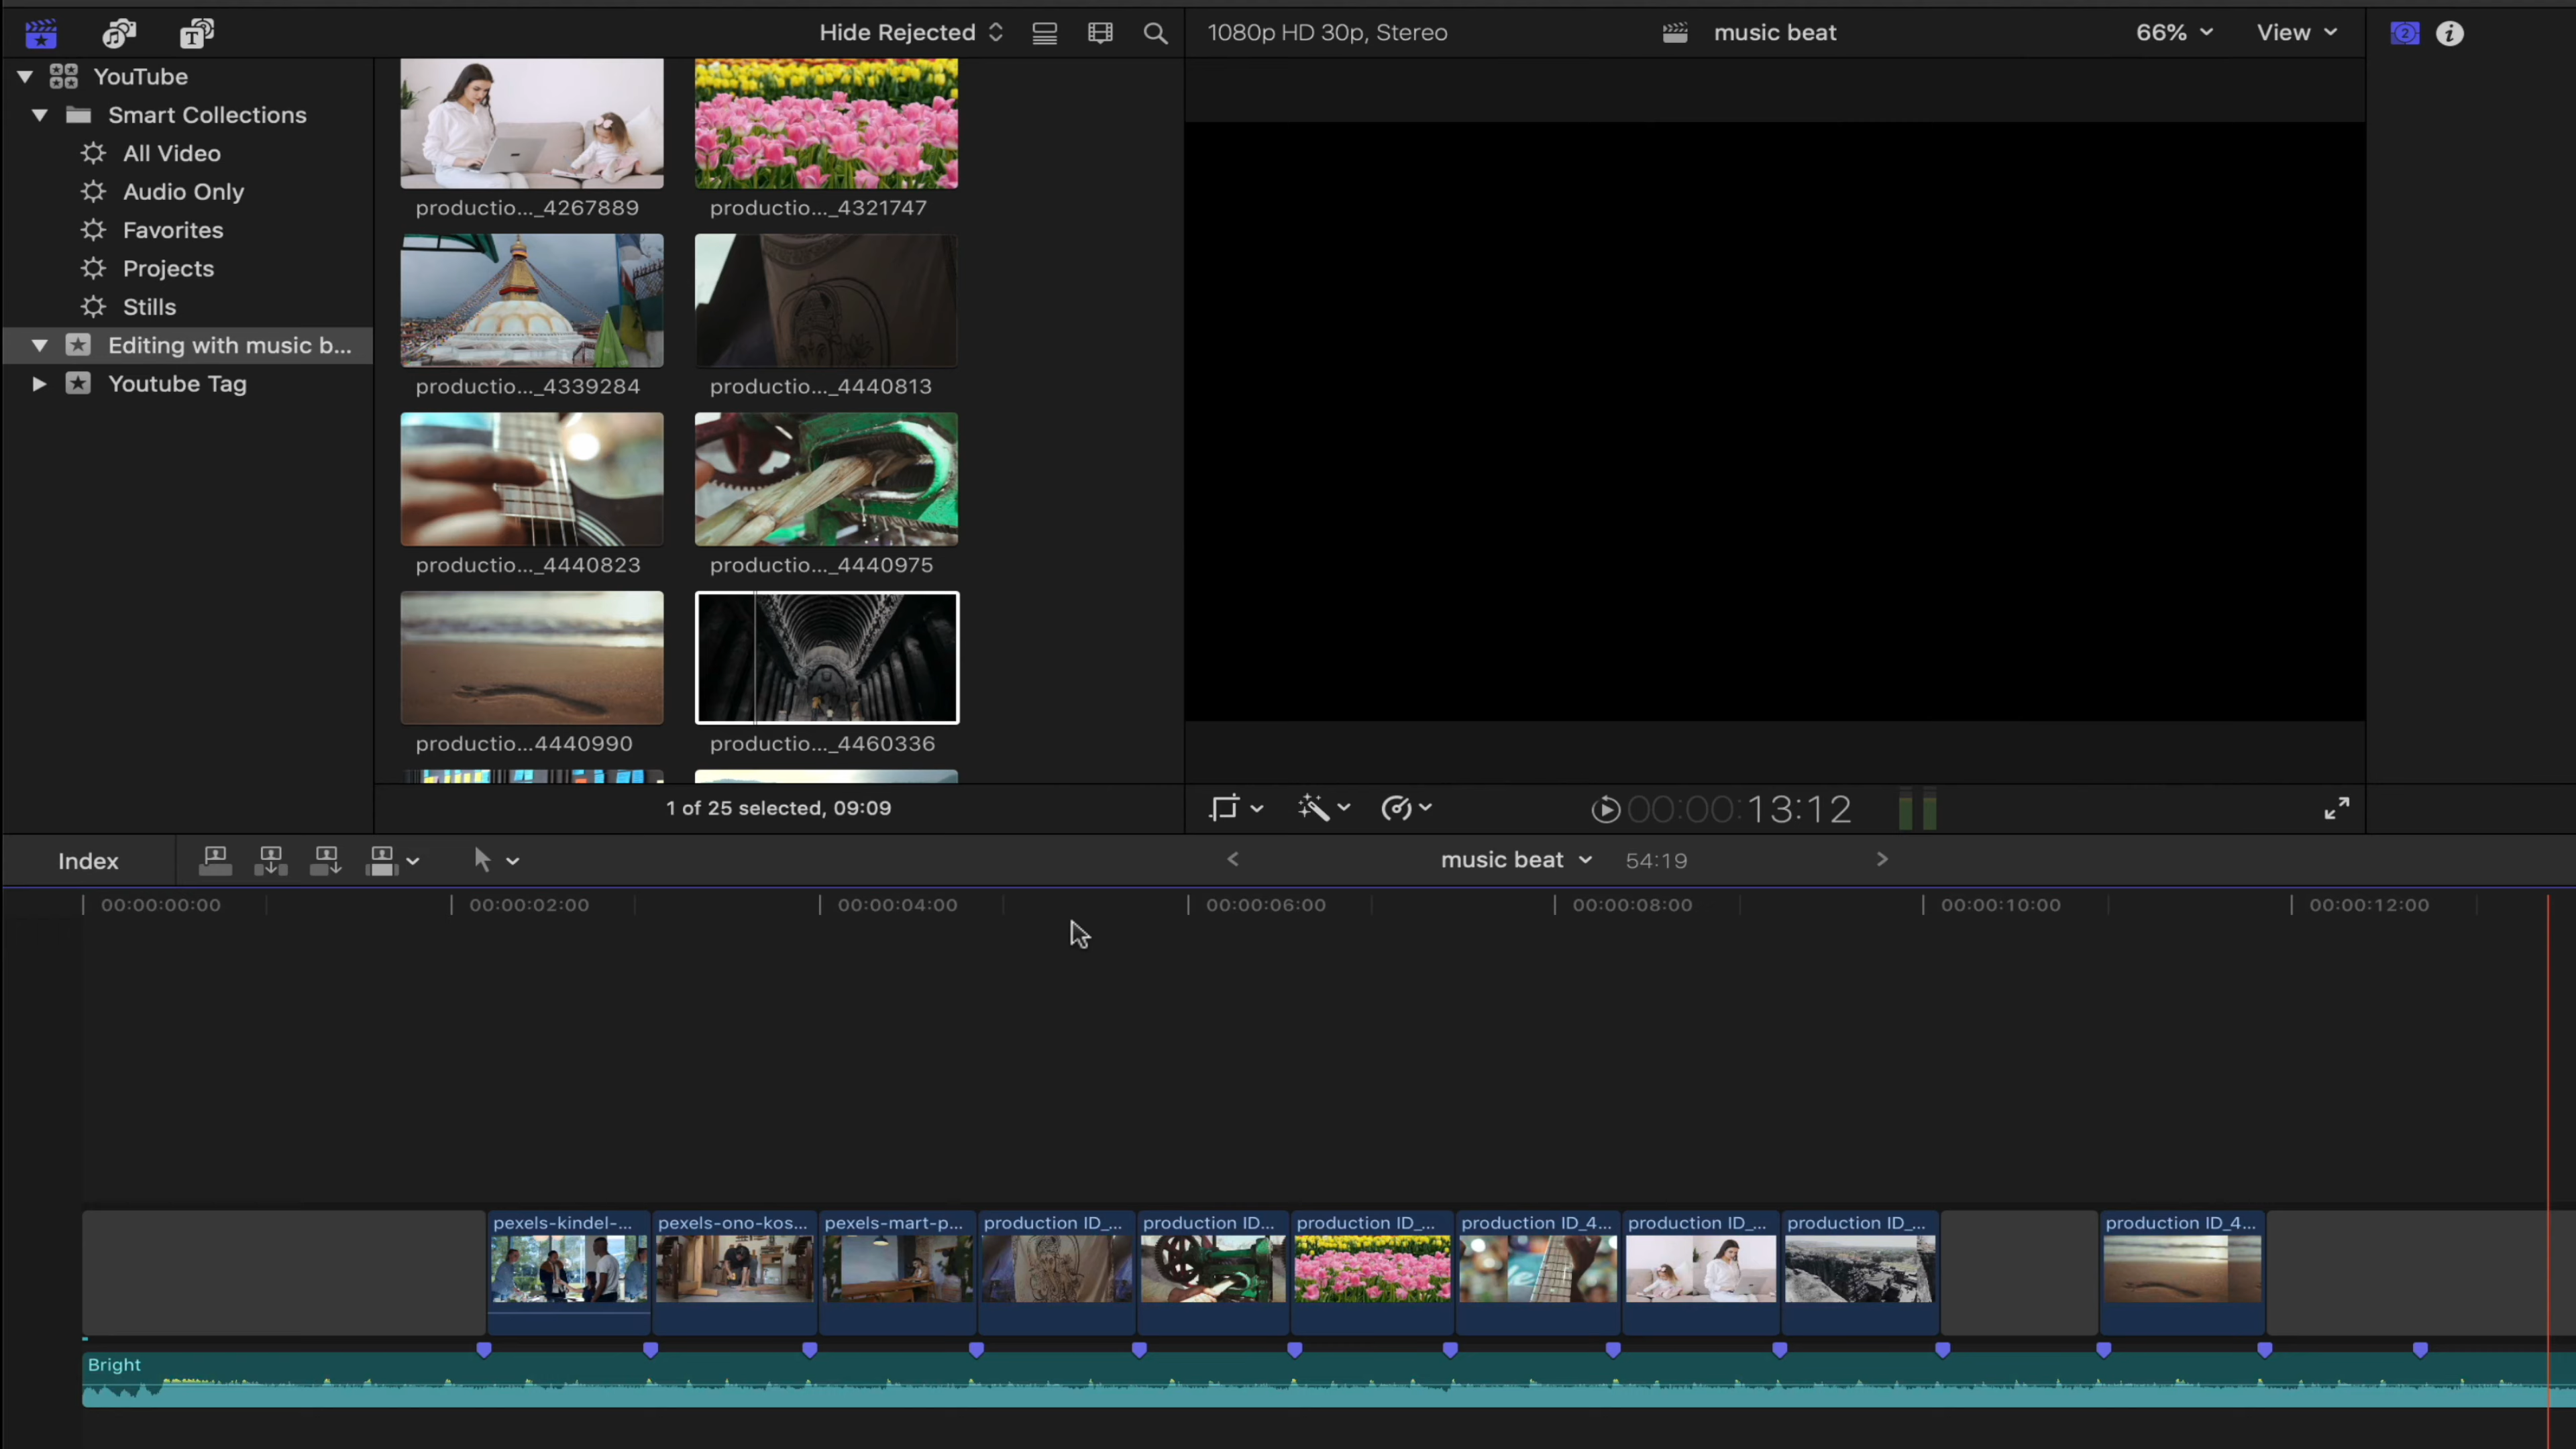 Hide Rejected
1080p HD 30p, Stereo
music beat
66%
View
YouTube
Smart Collections
All Video
Audio Only
Favorites
Projects
Stills
Editing with music b...
Youtube Tag
productio..._4267889
productio..._4321747
productio..._4339284
productio..._4440813
productio..._4440823
productio..._4440975
productio...4440990
productio..._4460336
1 of 25 selected, 09:09
00:00:13:12
Index
music beat
54:19
00:00:00:00
00:00:02:00
00:00:04:00
00:00:06:00
00:00:08:00
00:00:10:00
00:00:12:00
pexels-kindel-...
pexels-ono-kos...
pexels-mart-p...
production ID_...
production ID...
production ID_...
production ID_4...
production ID_...
production ID_...
production ID_4...
Bright